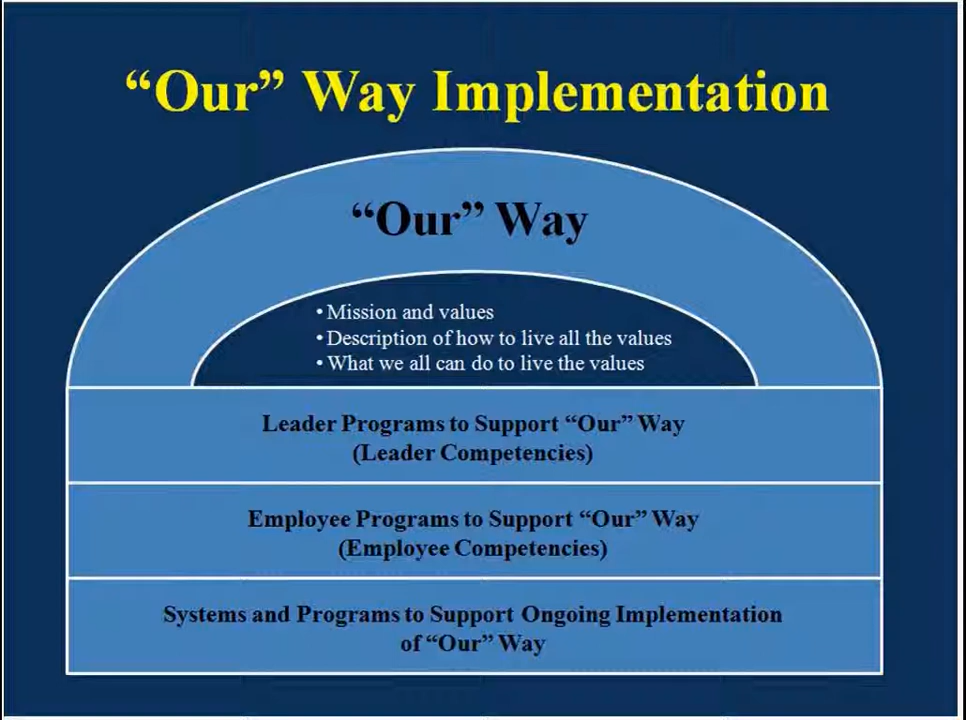 “Our” Way Implementation
“Our” Way
• Mission and values
• Description of how to live all the values
• What we all can do to live the values
Leader Programs to Support “Our” Way
(Leader Competencies)
Employee Programs to Support “Our” Way
(Employee Competencies)
Systems and Programs to Support Ongoing Implementation
of “Our” Way